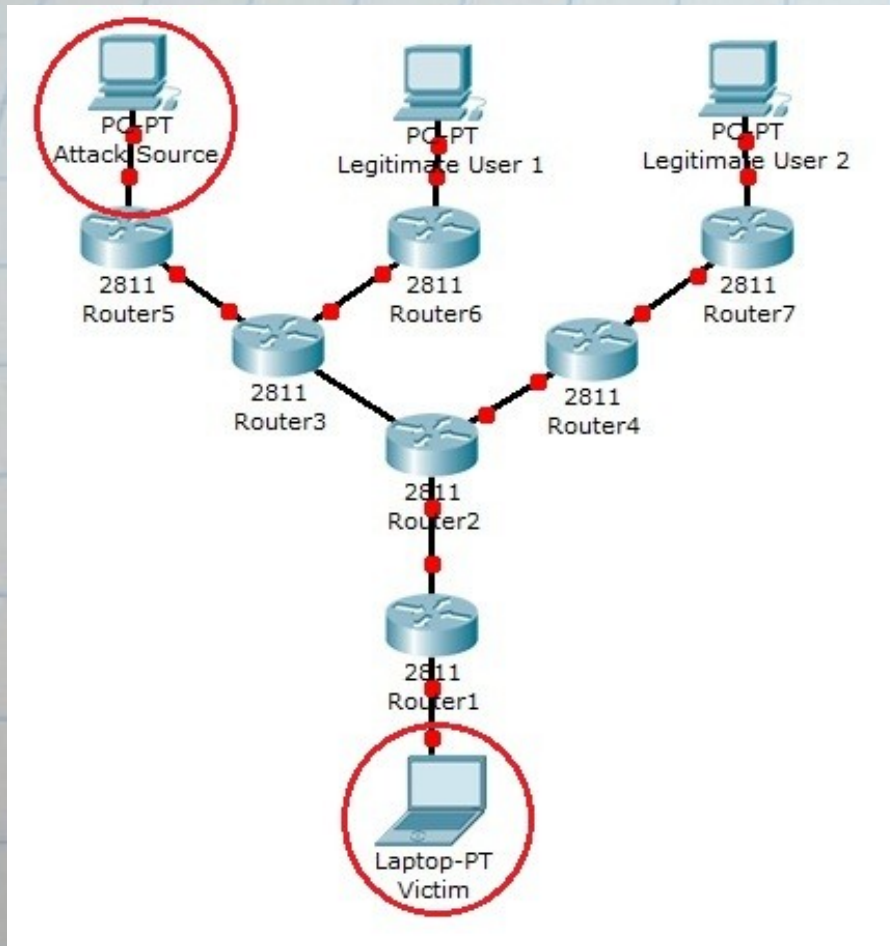 PC-PT
Attack Source
PC-PT
Legitimate User 1
PC-PT
Legitimate User 2
2811
Router5
2811
Router6
2811
Router7
2811
Router3
2811
Router4
2811
Router2
2811
Router1
Laptop-PT
Victim